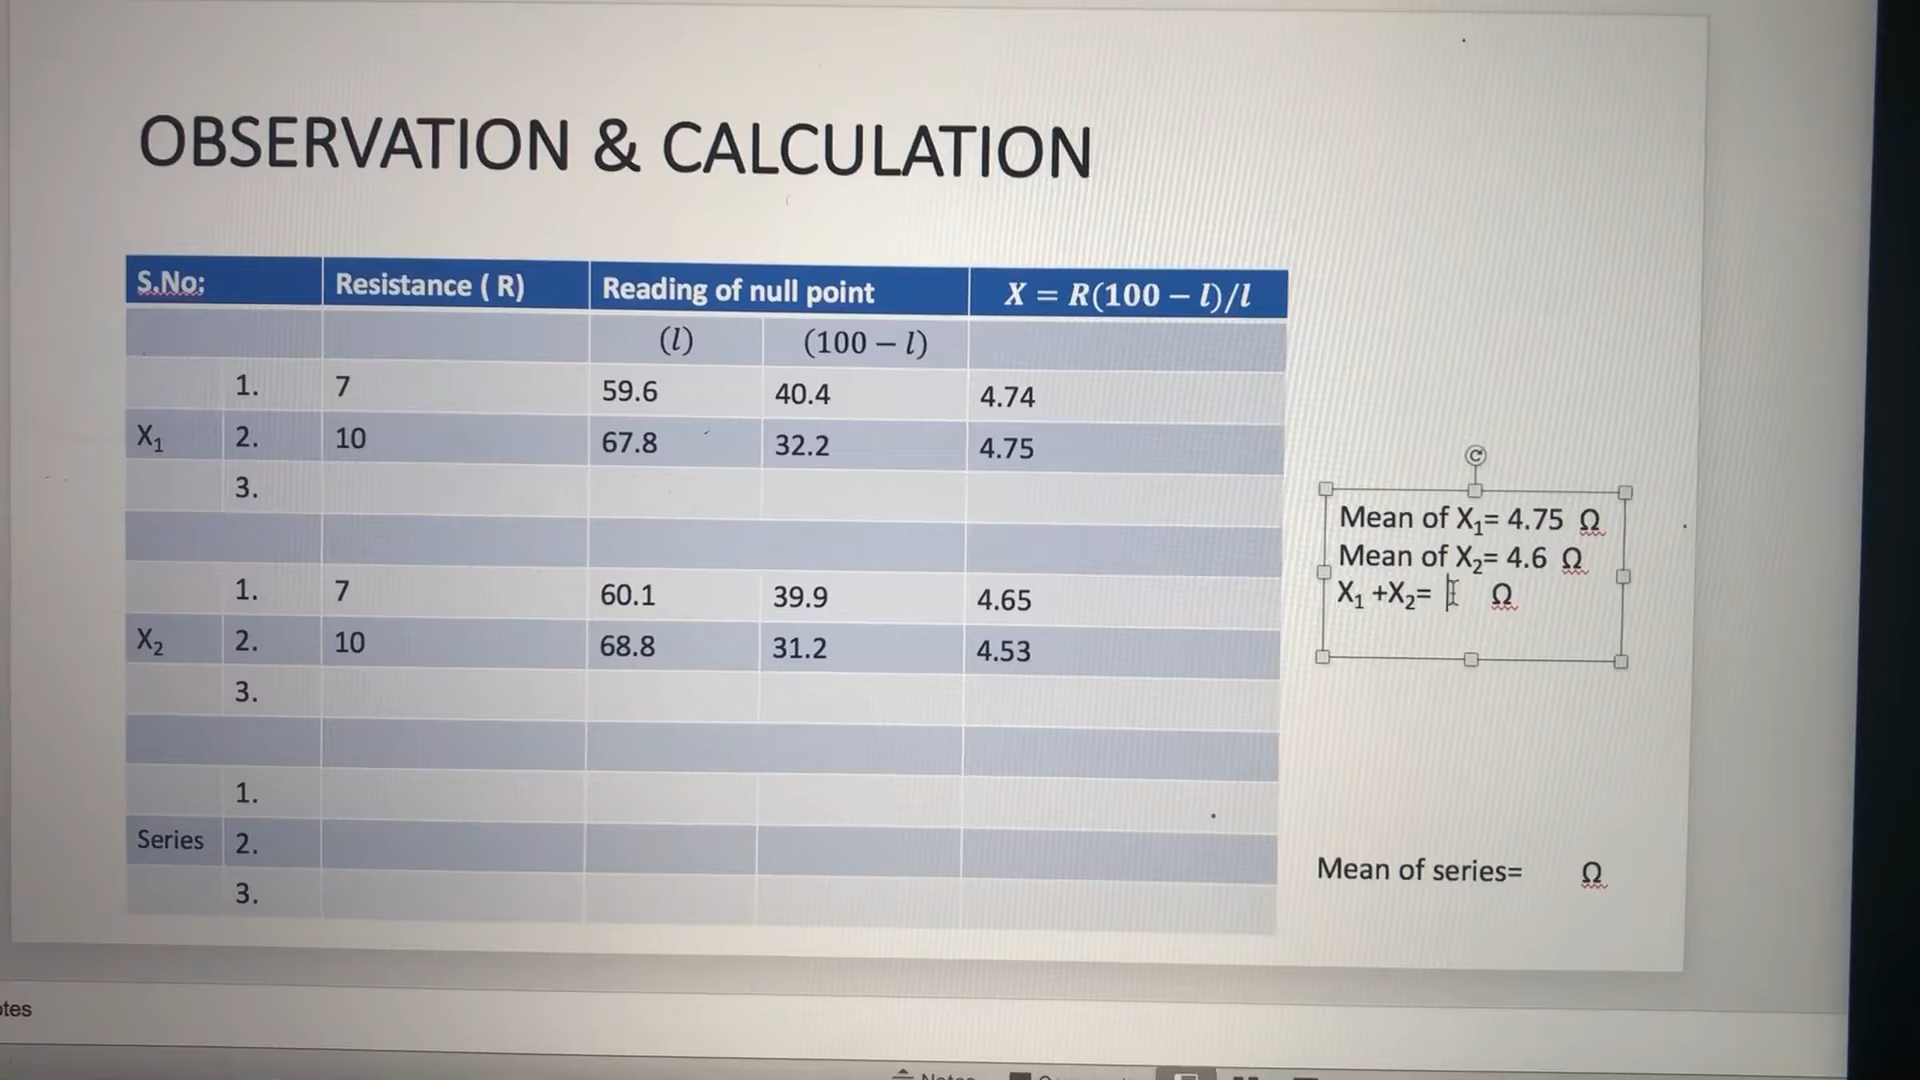 OBSERVATION & CALCULATION
S.No: Resistance ( R) Reading of null point X = R(100 – l)/l
(l) (100 – l)
1. 7 59.6 40.4 4.74
X₁ 2. 10 67.8 32.2 4.75
3.
1. 7 60.1 39.9 4.65
X₂ 2. 10 68.8 31.2 4.53
3.
1.
Series 2.
3.
Mean of X₁= 4.75 Ω
Mean of X₂= 4.6 Ω
X₁ +X₂= Ω
Mean of series= Ω
otes